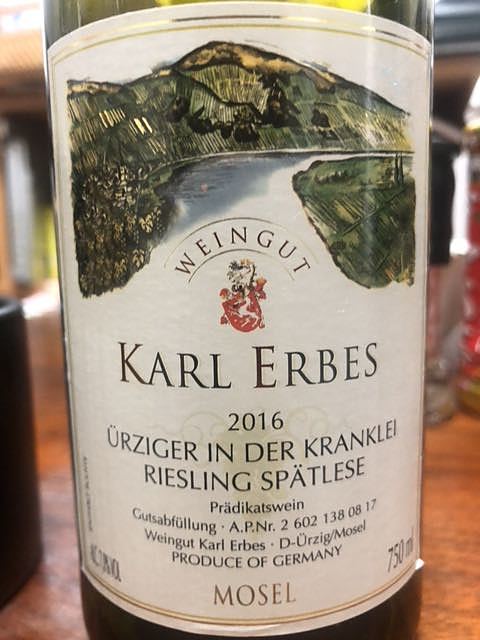 WEINGUT
KARL ERBES
2016
ÜRZIGER IN DER KRANKLEI
RIESLING SPÄTLESE
Prädikatswein
Gutsabfüllung · A.P.Nr. 2 602 138 08 17
Weingut Karl Erbes · D-Ürzig/Mosel
PRODUCE OF GERMANY
750 ml
MOSEL